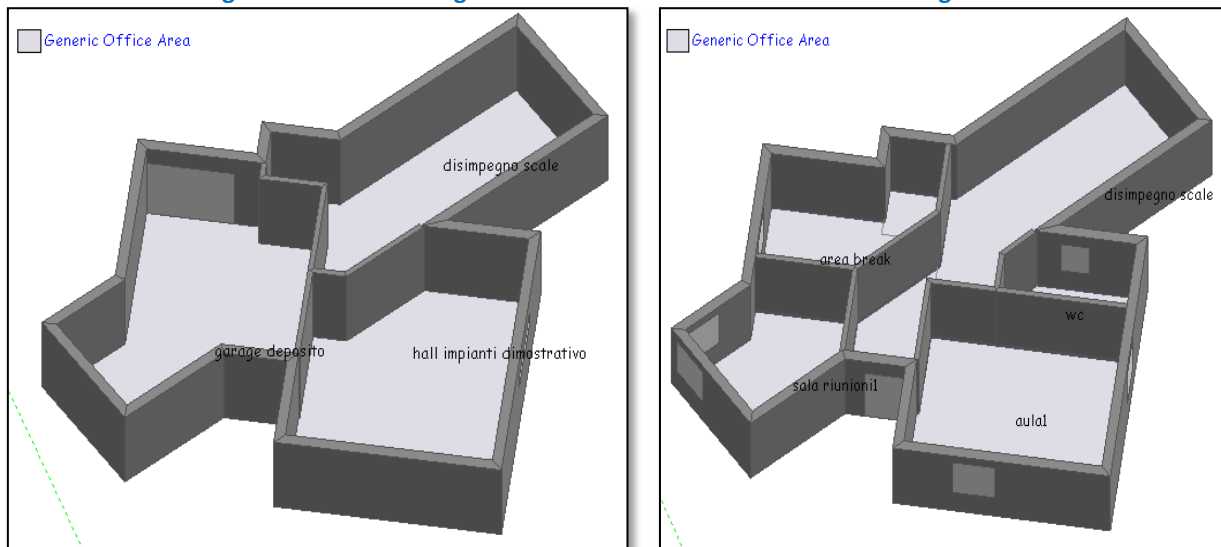 Generic Office Area
disimpegno scale
garage deposito
hall impianti dimostrativo
Generic Office Area
disimpegno scale
area break
wc
sala riunioni1
aula1